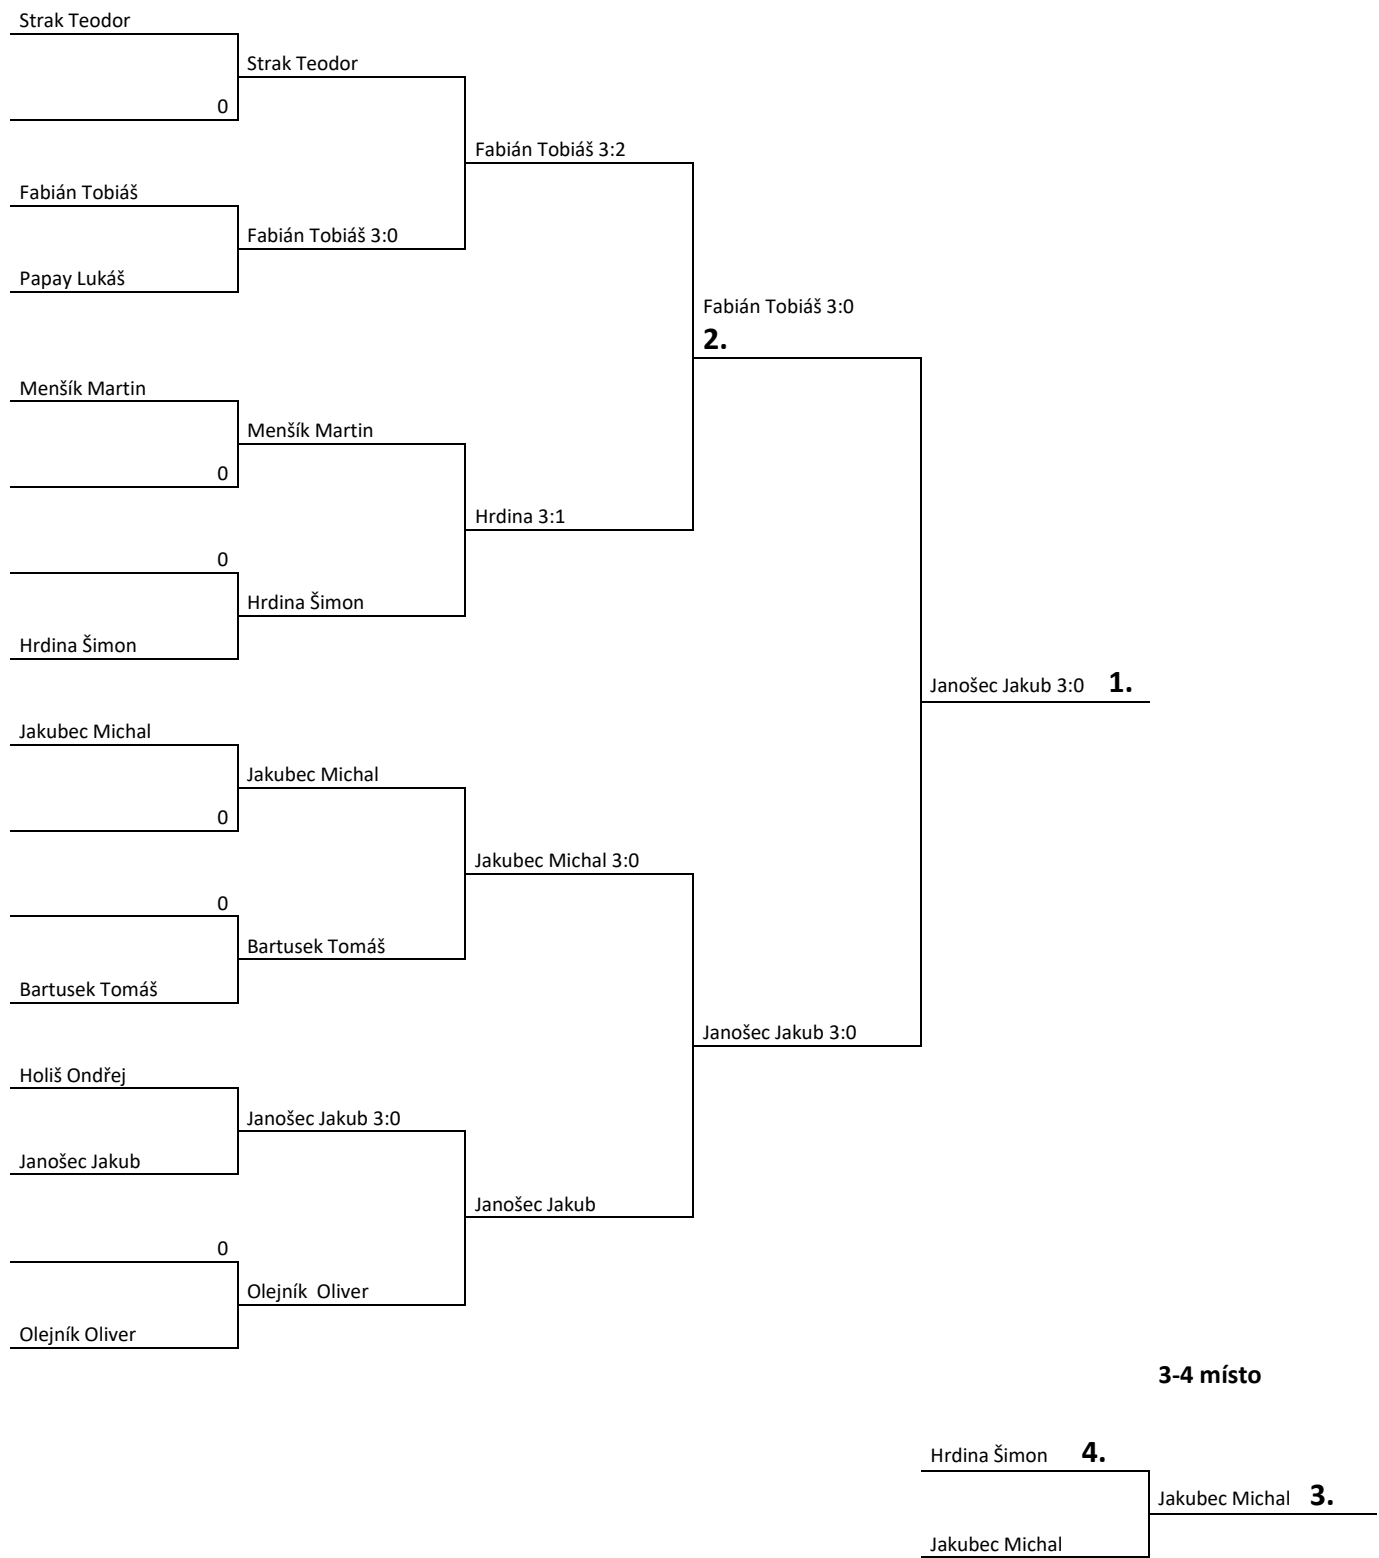 Strak Teodor
Strak Teodor
0
Fabián Tobiáš 3:2
Fabián Tobiáš
Fabián Tobiáš 3:0
Papay Lukáš
Fabián Tobiáš 3:0
2.
Menšík Martin
Menšík Martin
0
Hrdina 3:1
0
Hrdina Šimon
Hrdina Šimon
Janošec Jakub 3:0 1.
Jakubec Michal
Jakubec Michal
0
Jakubec Michal 3:0
0
Bartusek Tomáš
Bartusek Tomáš
Janošec Jakub 3:0
Holiš Ondřej
Janošec Jakub 3:0
Janošec Jakub
Janošec Jakub
0
Olejník  Oliver
Olejník Oliver
3-4 místo
Hrdina Šimon 4.
Jakubec Michal 3.
Jakubec Michal